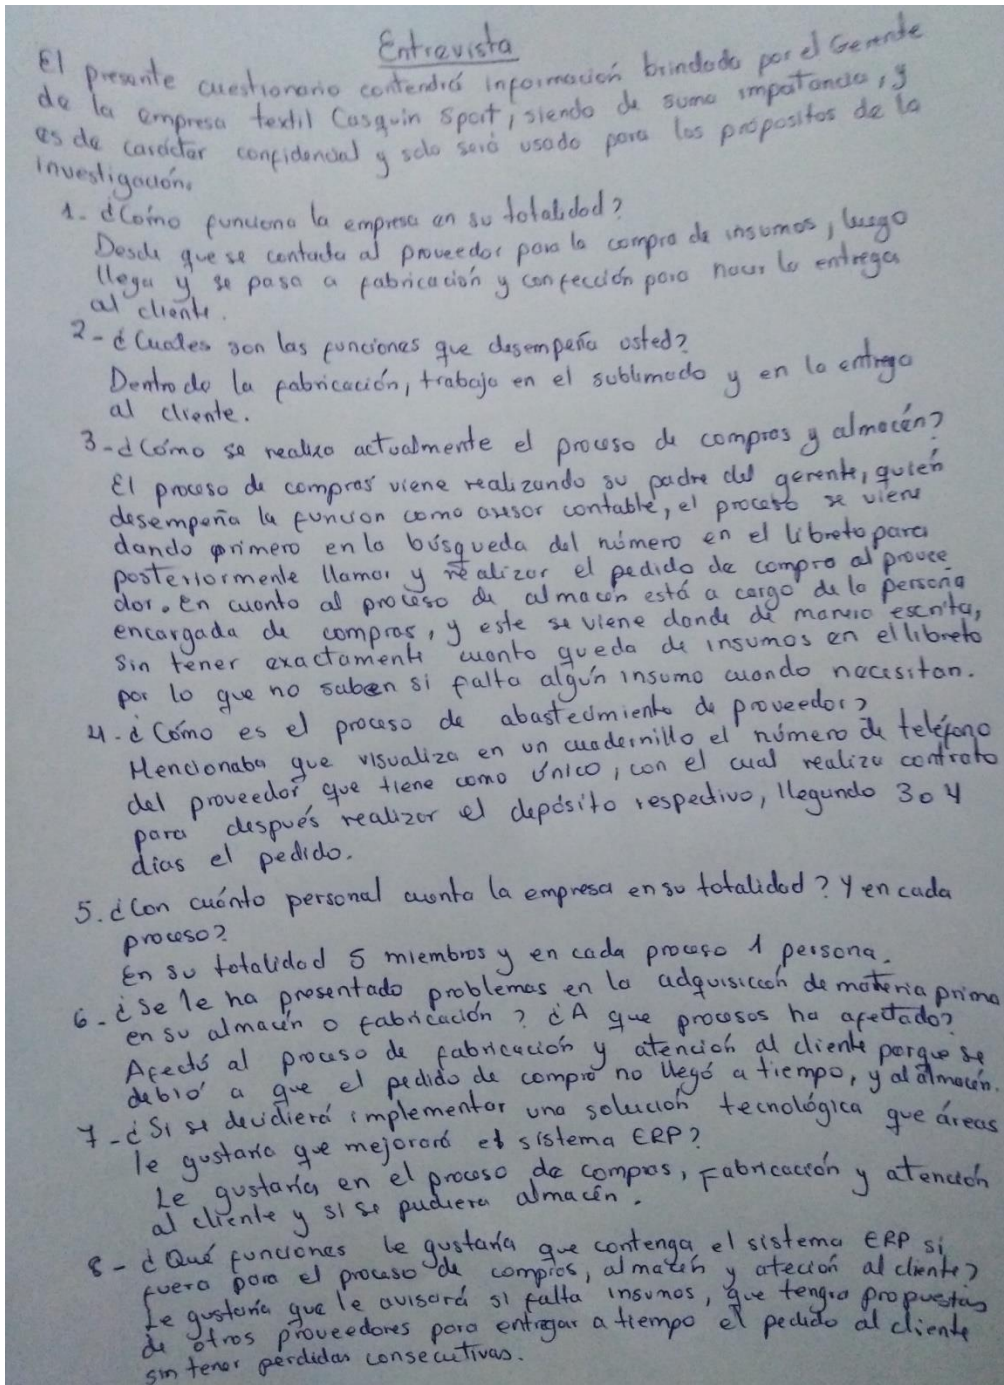 Entrevista
El presente cuestionario contendrá información brindada por el Gerente
de la empresa textil Casquin Sport, siendo de suma impotancia, y
es de carácter confidencial y solo será usado para los propositos de la
investigación.
1. ¿Cómo funciona la empresa en su totalidad?
Desde que se contacta al proveedor para la compra de insumos, luego
llega y se pasa a fabricación y confección para hacer la entrega
al cliente.
2- ¿Cuales son las funciones que desempeña usted?
Dentro de la fabricación, trabajo en el sublimado y en la entrega
al cliente.
3- ¿Cómo se realiza actualmente el proceso de compras y almacén?
El proceso de compras viene realizando su padre del gerente, quién
desempeña la funcion como asesor contable, el proceso se viene
dando primero en la búsqueda del número en el libreto para
posteriormente llamar y realizar el pedido de compra al provee
dor. En cuanto al proceso de almacen está a cargo de la persona
encargada de compras, y este se viene dando de manera escrita,
sin tener exactamente cuanto queda de insumos en el libreto
por lo que no saben si falta algún insumo cuando necesitan.
4. ¿Cómo es el proceso de abastecimiento de proveedor?
Mencionaba que visualiza en un cuadernillo el número de teléfono
del proveedor que tiene como único, con el cual realiza contrato
para después realizar el depósito respectivo, llegando 3 o 4
dias el pedido.
5. ¿Con cuánto personal cuenta la empresa en su totalidad? Y en cada
proceso?
En su totalidad 5 miembros y en cada proceso 1 persona.
6- ¿Se le ha presentado problemas en la adquisición de materia prima
en su almacén o fabricación? ¿A que procesos ha afectado?
Afectó al proceso de fabricación y atención al cliente porque se
debió a que el pedido de compra no llegó a tiempo, y al almacén.
7- ¿Si se decidiera implementar una solución tecnológica que áreas
le gustaría que mejorará el sistema ERP?
Le gustaría en el proceso de compras, Fabricación y atención
al cliente y si se pudiera almacén.
8- ¿Qué funciones le gustaría que contenga el sistema ERP si
fuera para el proceso de compras, almacén y ateción al cliente?
Le gustaria que le avisará si falta insumos, que tengra propuestas
de otros proveedores para entregar a tiempo el pedido al cliente
sin tener perdidas consecutivas.